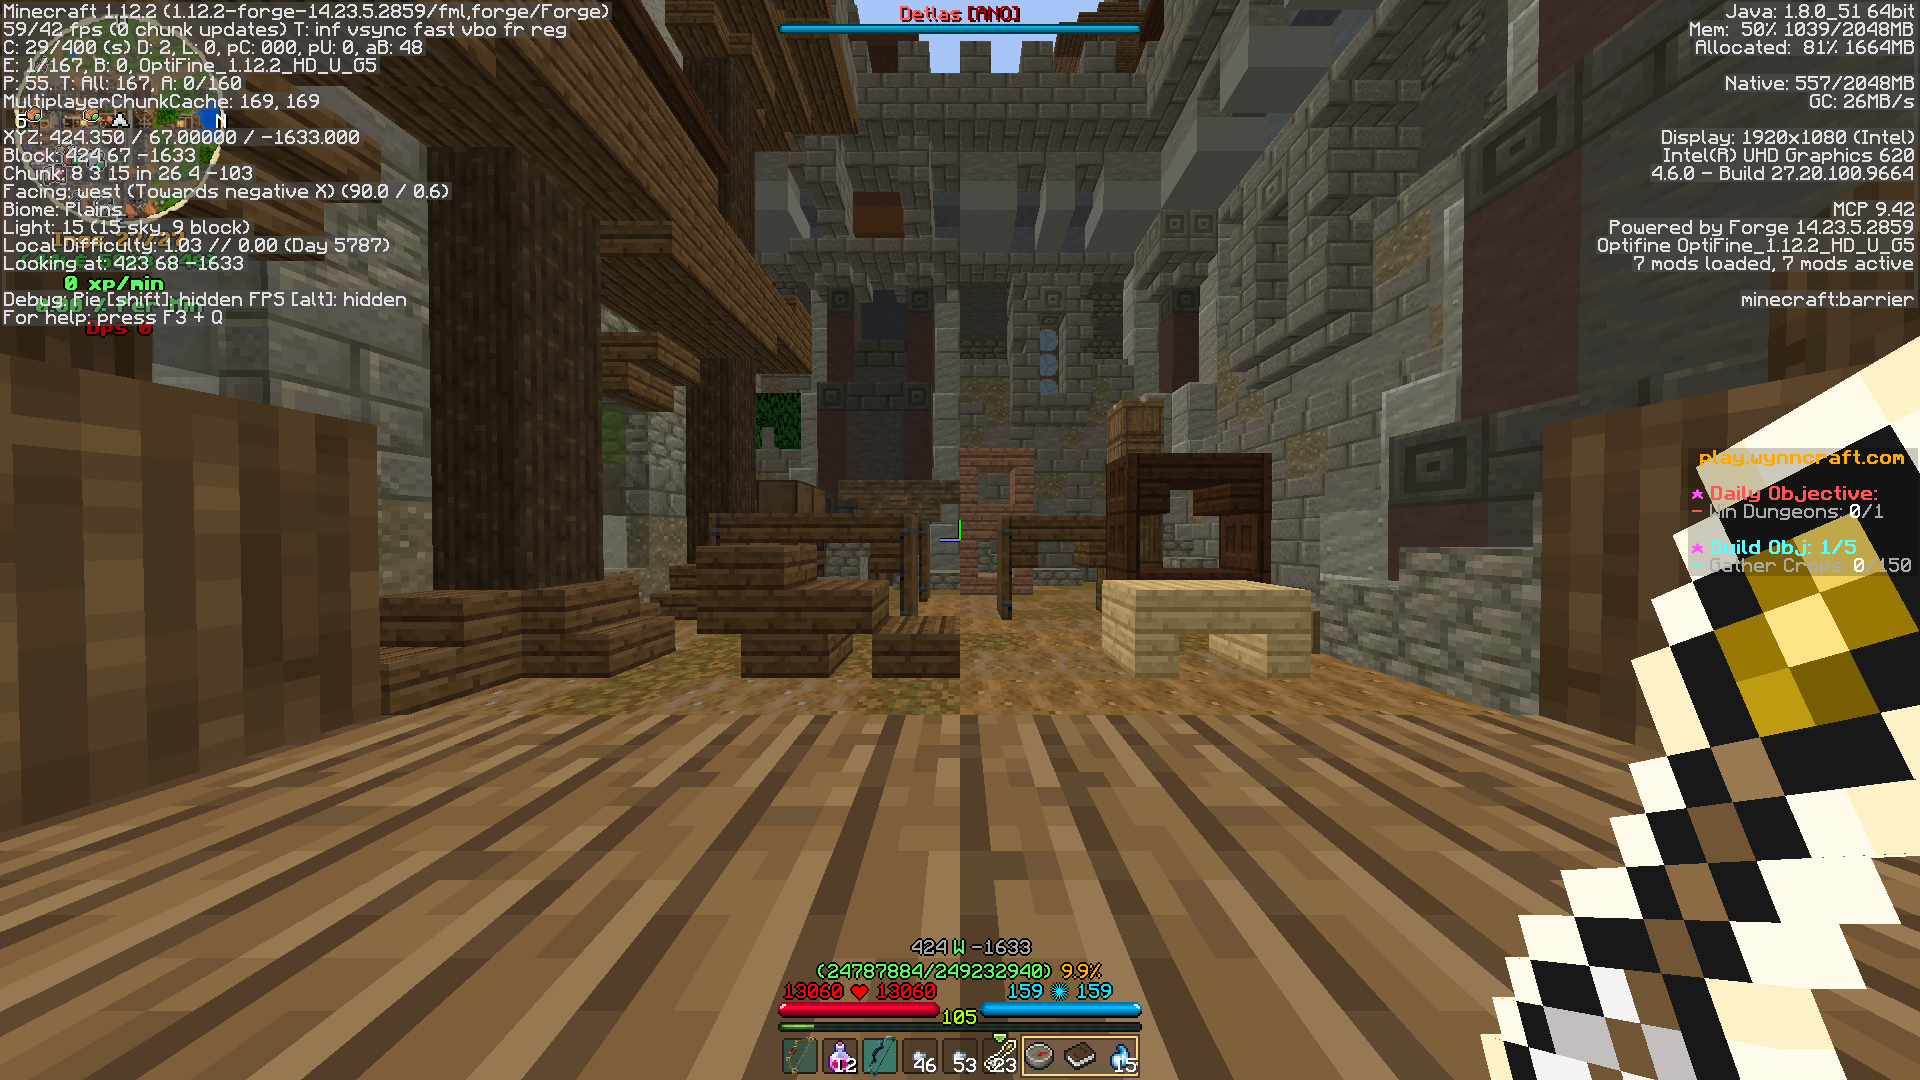 Minecraft 1.12.2 (1.12.2-forge-14.23.5.2859/fml,forge/Forge)
59/42 fps (0 chunk updates) T: inf vsync fast vbo fr reg
C: 29/400 (s) D: 2, L: 0, pC: 000, pU: 0, aB: 48
E: 1/167, B: 0, OptiFine_1.12.2_HD_U_G5
P: 55. T: All: 167, A: 0/160
MultiplayerChunkCache: 169, 169
N
XYZ: 424.350 / 67.00000 / -1633.000
Block: 424 67 -1633
Chunk: 8 3 15 in 26 4 -103
Facing: west (Towards negative X) (90.0 / 0.6)
Biome: Plains
Light: 15 (15 sky, 9 block)
Local Difficulty: 1.03 // 0.00 (Day 5787)
Looking at: 423 68 -1633
0 xp/min
Debug: Pie [shift]: hidden FPS [alt]: hidden
For help: press F3 + Q
Dps 0
Detlas [ANO]
Java: 1.8.0_51 64bit
Mem: 50% 1039/2048MB
Allocated: 81% 1664MB
Native: 557/2048MB
GC: 26MB/s
Display: 1920x1080 (Intel)
Intel(R) UHD Graphics 620
4.6.0 - Build 27.20.100.9664
MCP 9.42
Powered by Forge 14.23.5.2859
Optifine OptiFine_1.12.2_HD_U_G5
7 mods loaded, 7 mods active
minecraft:barrier
play.wynncraft.com
★ Daily Objective:
- Win Dungeons: 0/1
★ Guild Obj: 1/5
- Gather Crops: 0/150
424 W -1633
(24787884/249232940) 9.9%
13060 ❤ 13060 159 159
105
12 46 53 23 15